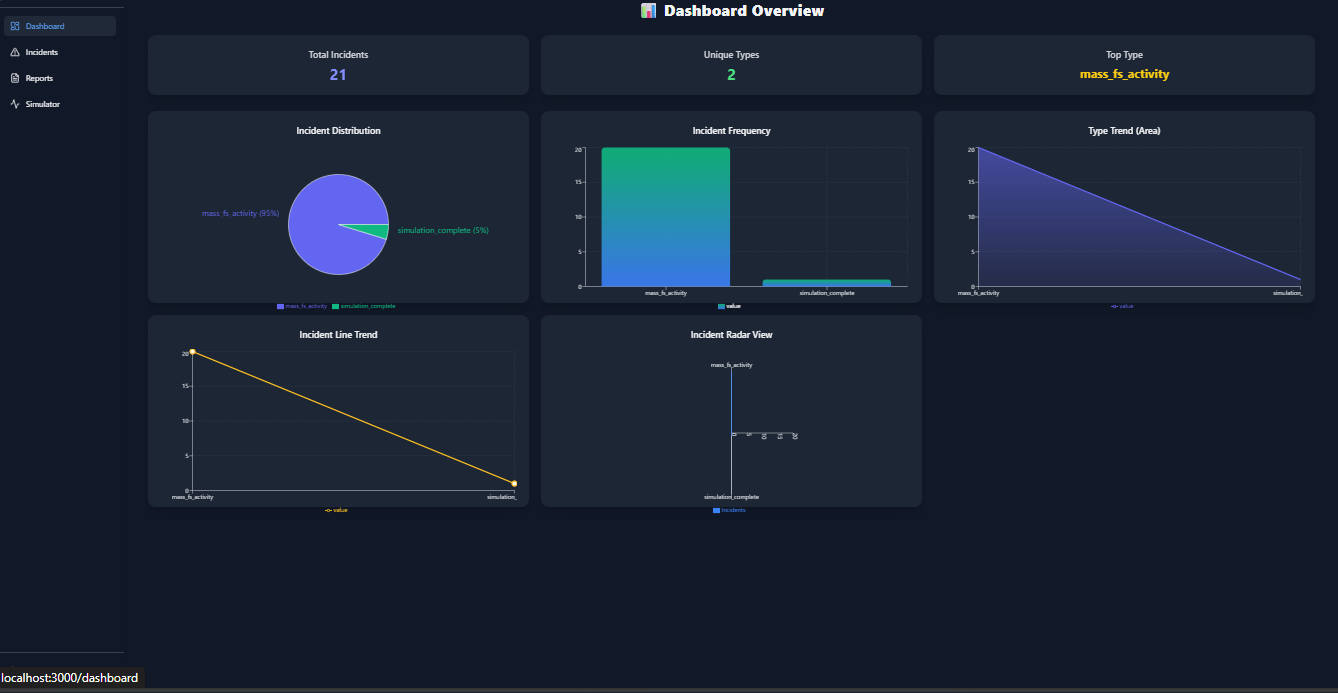 Dashboard
Incidents
Reports
Simulator
Dashboard Overview
Total Incidents
21
Unique Types
2
Top Type
mass_fs_activity
Incident Distribution
mass_fs_activity (95%)
simulation_complete (5%)
mass_fs_activity simulation_complete
Incident Frequency
20
15
10
5
0
mass_fs_activity simulation_complete
value
Type Trend (Area)
20
15
10
5
0
mass_fs_activity simulation_
value
Incident Line Trend
20
15
10
5
0
mass_fs_activity simulation_
value
Incident Radar View
mass_fs_activity
0 5 10 15 20
simulation_complete
Incidents
localhost:3000/dashboard